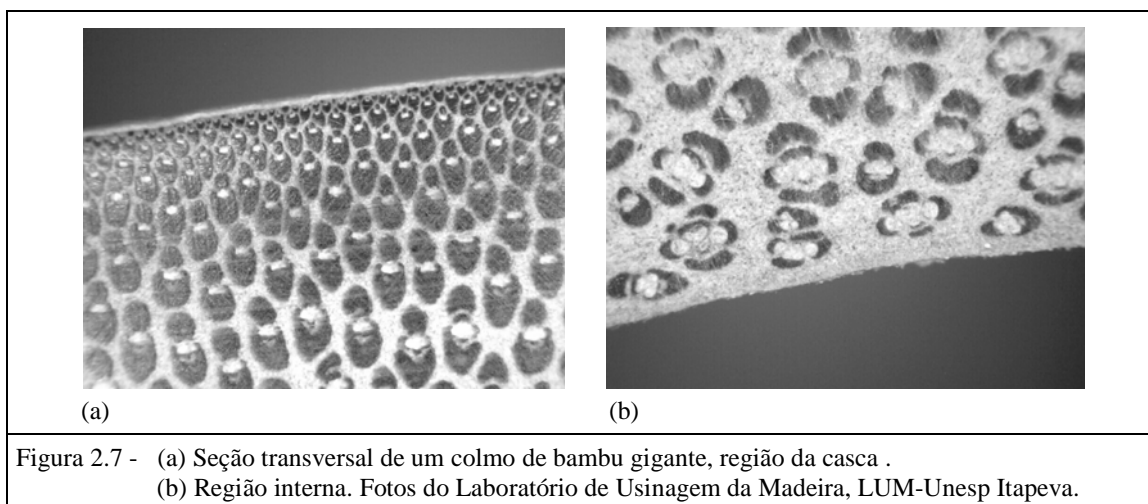 (a)
(b)
Figura 2.7 - (a) Seção transversal de um colmo de bambu gigante, região da casca .
(b) Região interna. Fotos do Laboratório de Usinagem da Madeira, LUM-Unesp Itapeva.